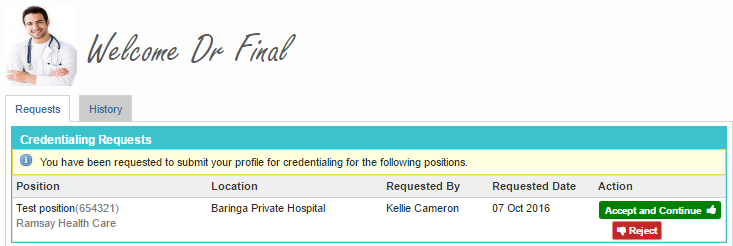 Welcome Dr Final
Requests History
Credentialing Requests
You have been requested to submit your profile for credentialing for the following positions.
Position Location Requested By Requested Date Action
Test position(654321) Baringa Private Hospital Kellie Cameron 07 Oct 2016 Accept and Continue
Ramsay Health Care Reject